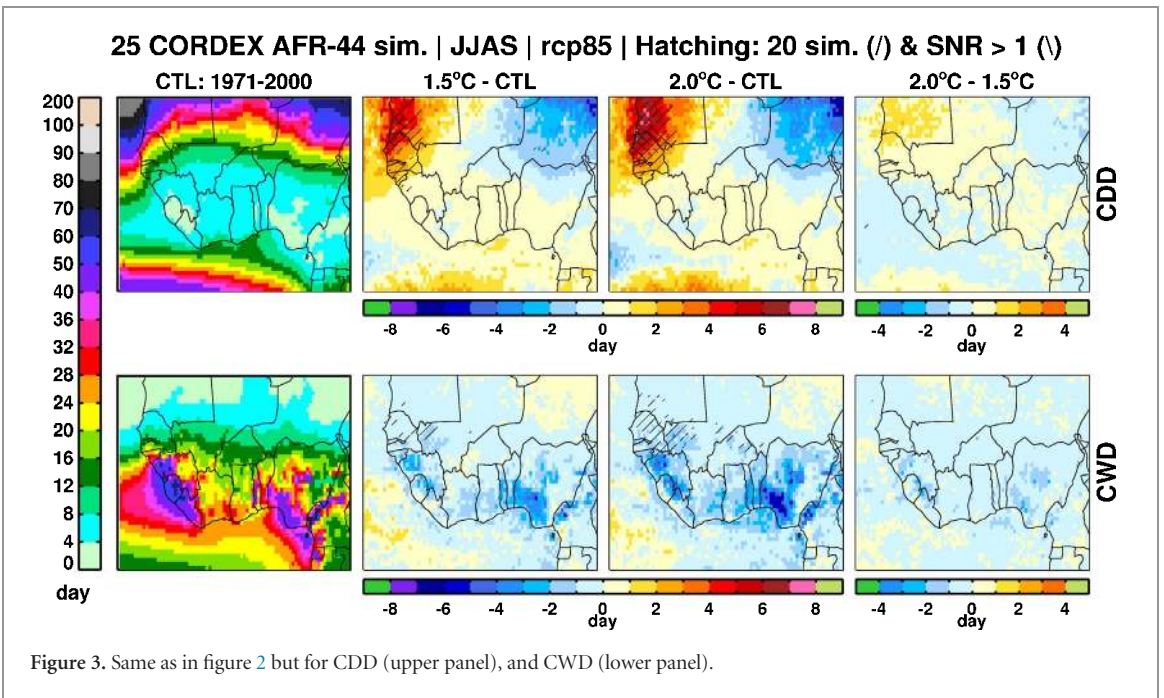 25 CORDEX AFR-44 sim. | JJAS | rcp85 | Hatching: 20 sim. (/) & SNR > 1 (\)
CTL: 1971-2000 1.5°C - CTL 2.0°C - CTL 2.0°C - 1.5°C
200
100
90
80
70
60
50
40
36
32
28
24
20
16
12
8
4
0
day
CDD
-8 -6 -4 -2 0 2 4 6 8
day
-8 -6 -4 -2 0 2 4 6 8
day
-4 -2 0 2 4
day
CWD
-8 -6 -4 -2 0 2 4 6 8
day
-8 -6 -4 -2 0 2 4 6 8
day
-4 -2 0 2 4
day
Figure 3. Same as in figure 2 but for CDD (upper panel), and CWD (lower panel).